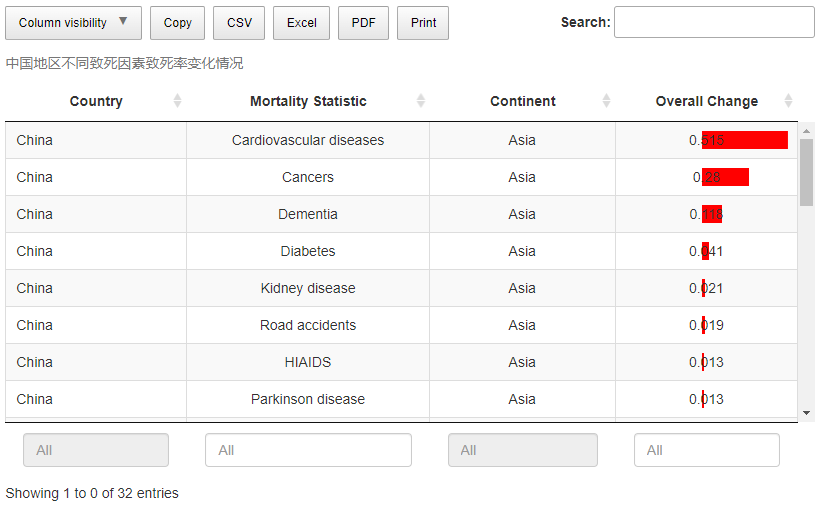 Column visibility ▼ Copy CSV Excel PDF Print Search:
中国地区不同致死因素致死率变化情况
Country Mortality Statistic Continent Overall Change
China Cardiovascular diseases Asia 0.515
China Cancers Asia 0.28
China Dementia Asia 0.118
China Diabetes Asia 0.041
China Kidney disease Asia 0.021
China Road accidents Asia 0.019
China HIAIDS Asia 0.013
China Parkinson disease Asia 0.013
All All All All
Showing 1 to 0 of 32 entries